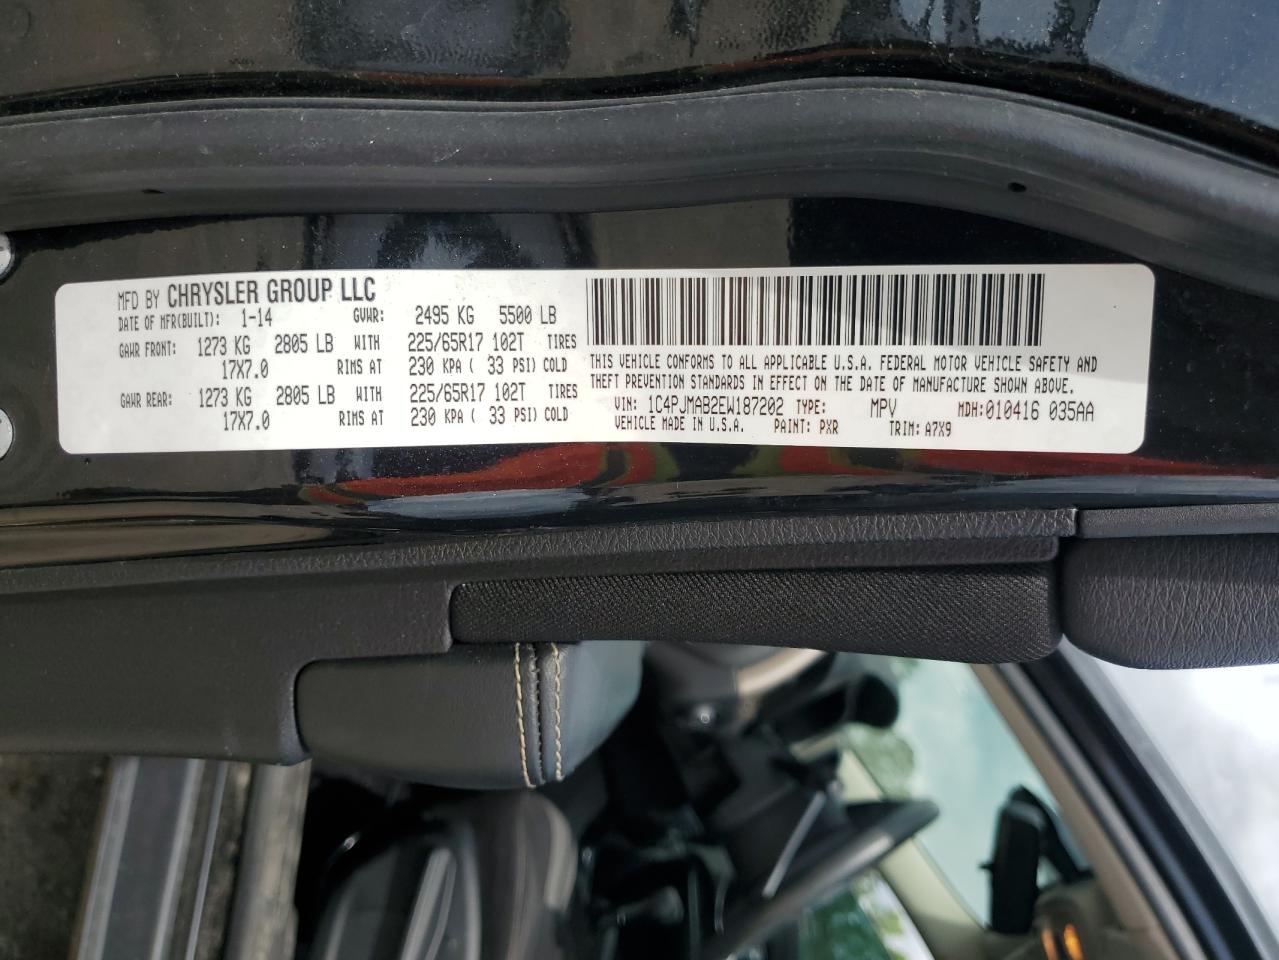 MFD BY CHRYSLER GROUP LLC
DATE OF MFR(BUILT): 1-14 GVWR: 2495 KG 5500 LB
GAWR FRONT: 1273 KG 2805 LB WITH 225/65R17 102T TIRES
17X7.0 RIMS AT 230 KPA ( 33 PSI) COLD
GAWR REAR: 1273 KG 2805 LB WITH 225/65R17 102T TIRES
17X7.0 RIMS AT 230 KPA ( 33 PSI) COLD
THIS VEHICLE CONFORMS TO ALL APPLICABLE U.S.A. FEDERAL MOTOR VEHICLE SAFETY AND
THEFT PREVENTION STANDARDS IN EFFECT ON THE DATE OF MANUFACTURE SHOWN ABOVE.
VIN: 1C4PJMAB2EW187202 TYPE: MPV MDH:010416 035AA
VEHICLE MADE IN U.S.A. PAINT: PXR TRIM: A7X9